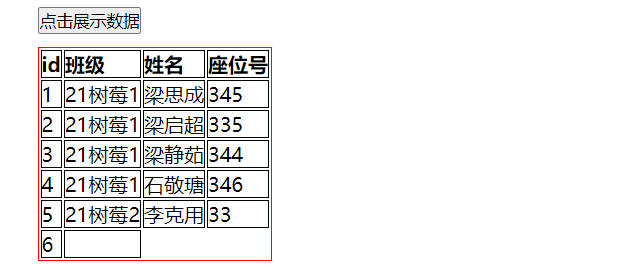 点击展示数据
id 班级 姓名 座位号
1 21树莓1 梁思成 345
2 21树莓1 梁启超 335
3 21树莓1 梁静茹 344
4 21树莓1 石敬瑭 346
5 21树莓2 李克用 33
6